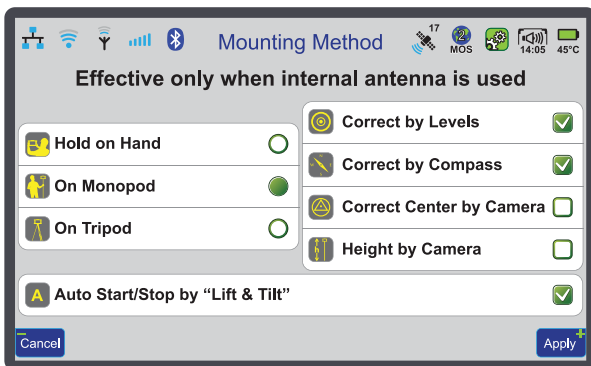 Mounting Method
17
2
MOS
14:05
45°C
Effective only when internal antenna is used
Hold on Hand
On Monopod
On Tripod
Correct by Levels
Correct by Compass
Correct Center by Camera
Height by Camera
A Auto Start/Stop by “Lift & Tilt”
− Cancel
Apply +